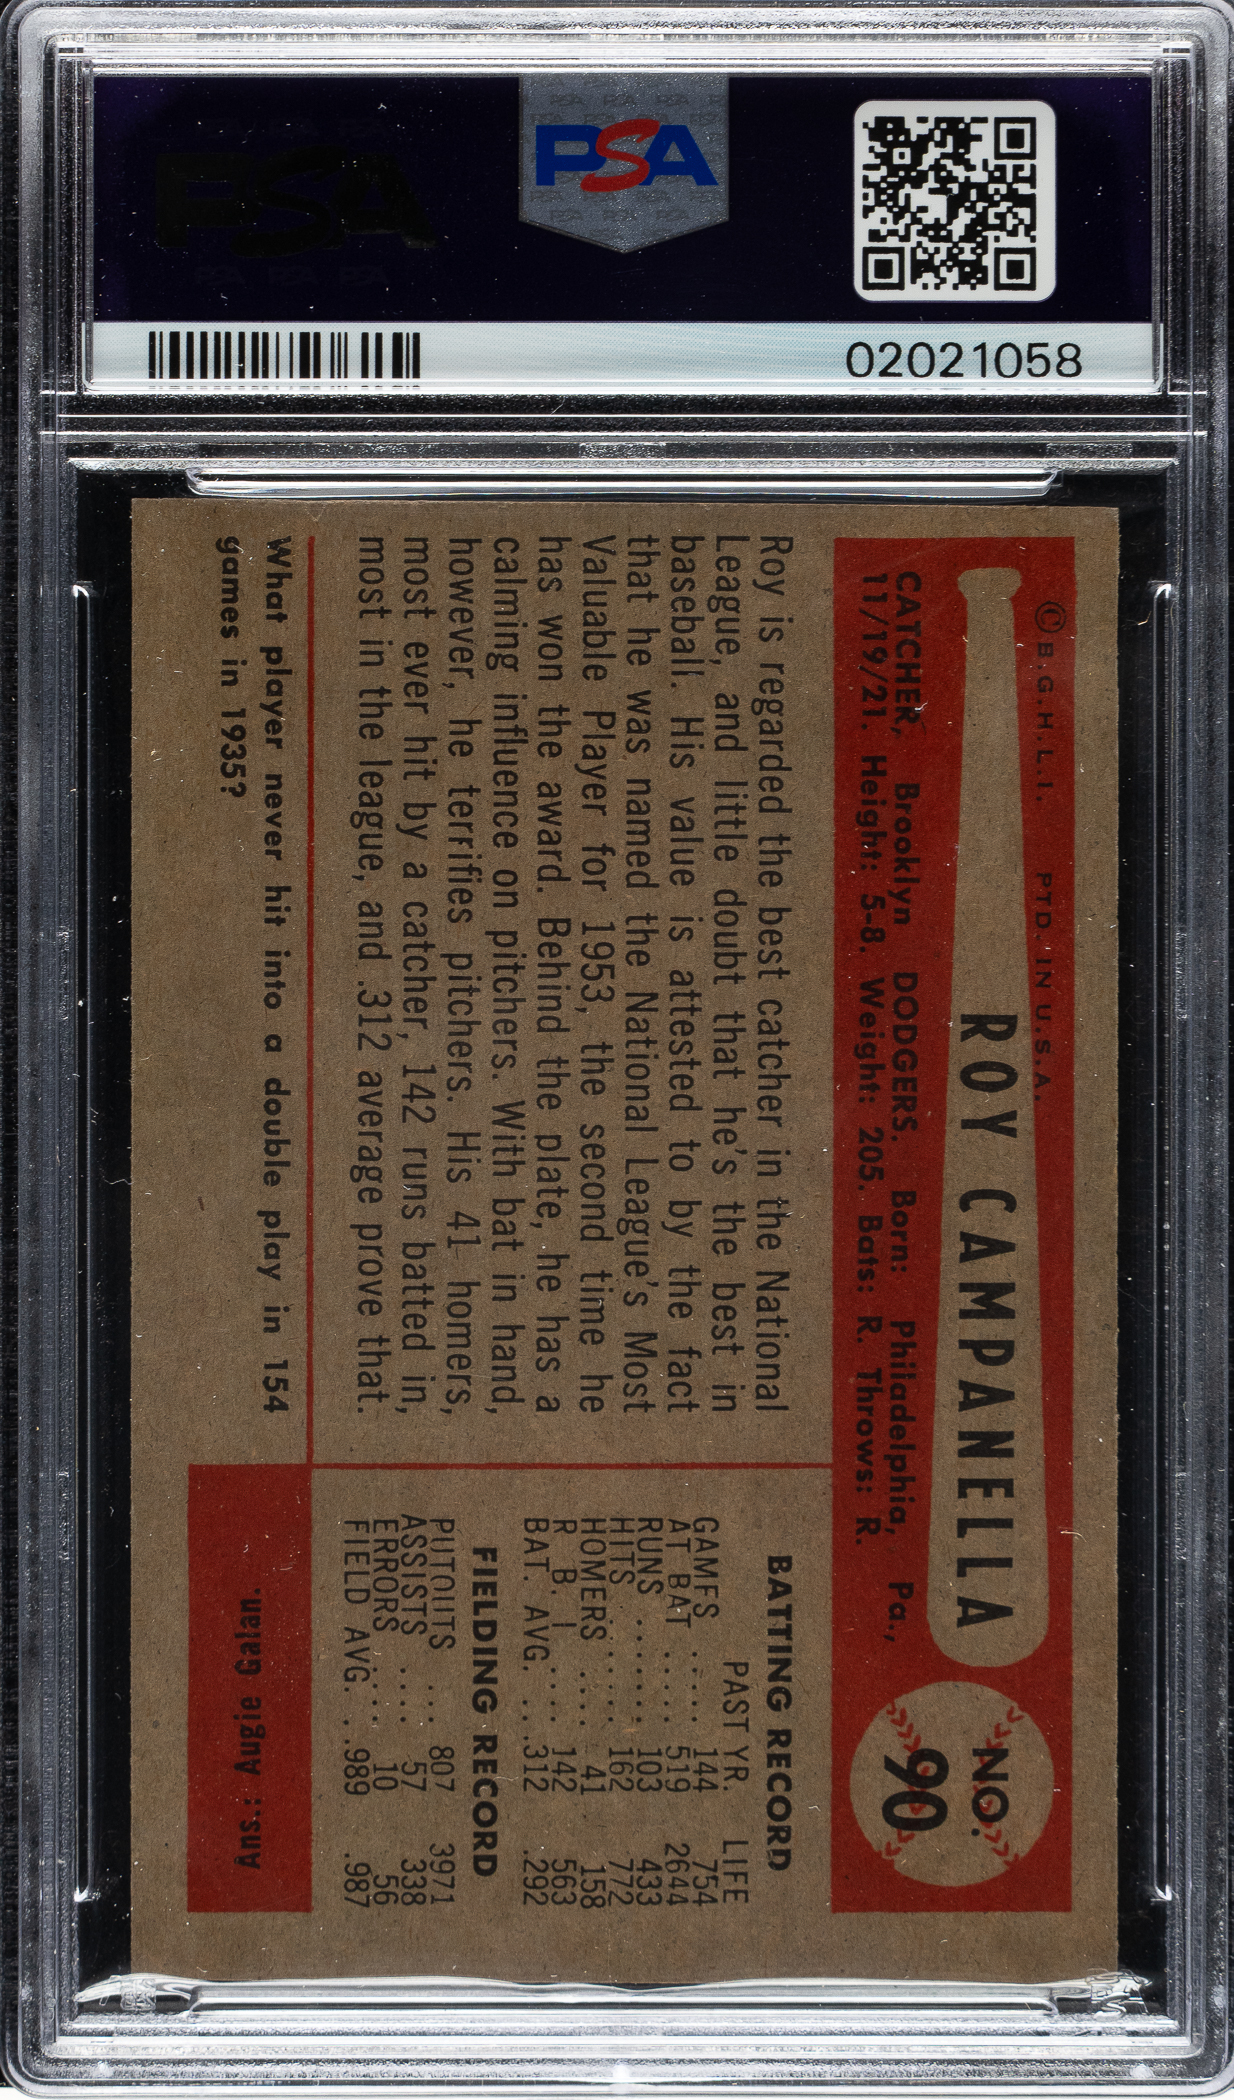 PSA
PSA
02021058
© B.G.H.L.I. PTD. IN U.S.A.
ROY CAMPANELLA
NO.
90
CATCHER, Brooklyn DODGERS. Born: Philadelphia, Pa.,
11/19/21. Height: 5-8. Weight: 205. Bats: R. Throws: R.
Roy is regarded the best catcher in the National
League, and little doubt that he's the best in
baseball. His value is attested to by the fact
that he was named the National League's Most
Valuable Player for 1953, the second time he
has won the award. Behind the plate, he has a
calming influence on pitchers. With bat in hand,
however, he terrifies pitchers. His 41 homers,
most ever hit by a catcher, 142 runs batted in,
most in the league, and .312 average prove that.
BATTING RECORD
PAST YR. LIFE
GAMES ..... 144 754
AT BAT ..... 519 2644
RUNS ....... 103 433
HITS ...... 162 772
HOMERS .... 41 158
R. B. I. .... 142 563
BAT. AVG. .. .312 .292
FIELDING RECORD
PUTOUTS ... 807 3971
ASSISTS .... 57 338
ERRORS .... 10 56
FIELD AVG. . .989 .987
What player never hit into a double play in 154
games in 1935?
Ans.: Augie Galan.